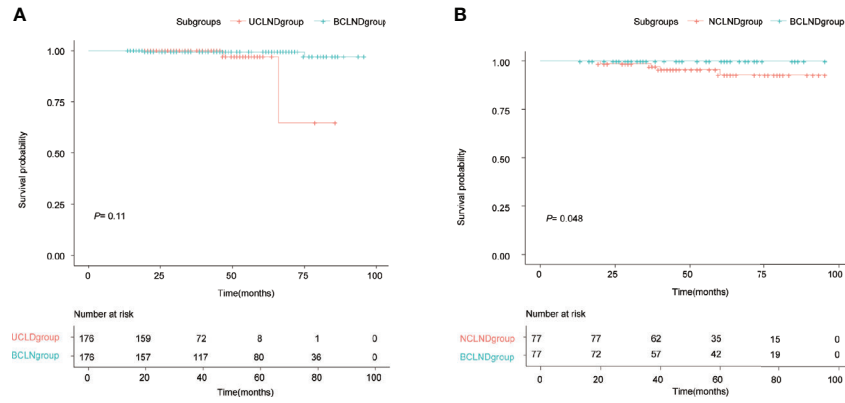 A
Subgroups UCLNDgroup BCLNDgroup
1.00
0.75
0.50
0.25
0.00
Survival probability
P= 0.11
0 25 50 75 100
Time(months)
Number at risk
UCLDgroup 176 159 72 8 1 0
BCLNgroup 176 157 117 80 36 0
0 20 40 60 80 100
Time(months)
B
Subgroups NCLNDgroup BCLNDgroup
1.00
0.75
0.50
0.25
0.00
Survival probability
P= 0.048
0 25 50 75 100
Time(months)
Number at risk
NCLNDgroup 77 77 62 35 15 0
BCLNDgroup 77 72 57 42 19 0
0 20 40 60 80 100
Time(months)